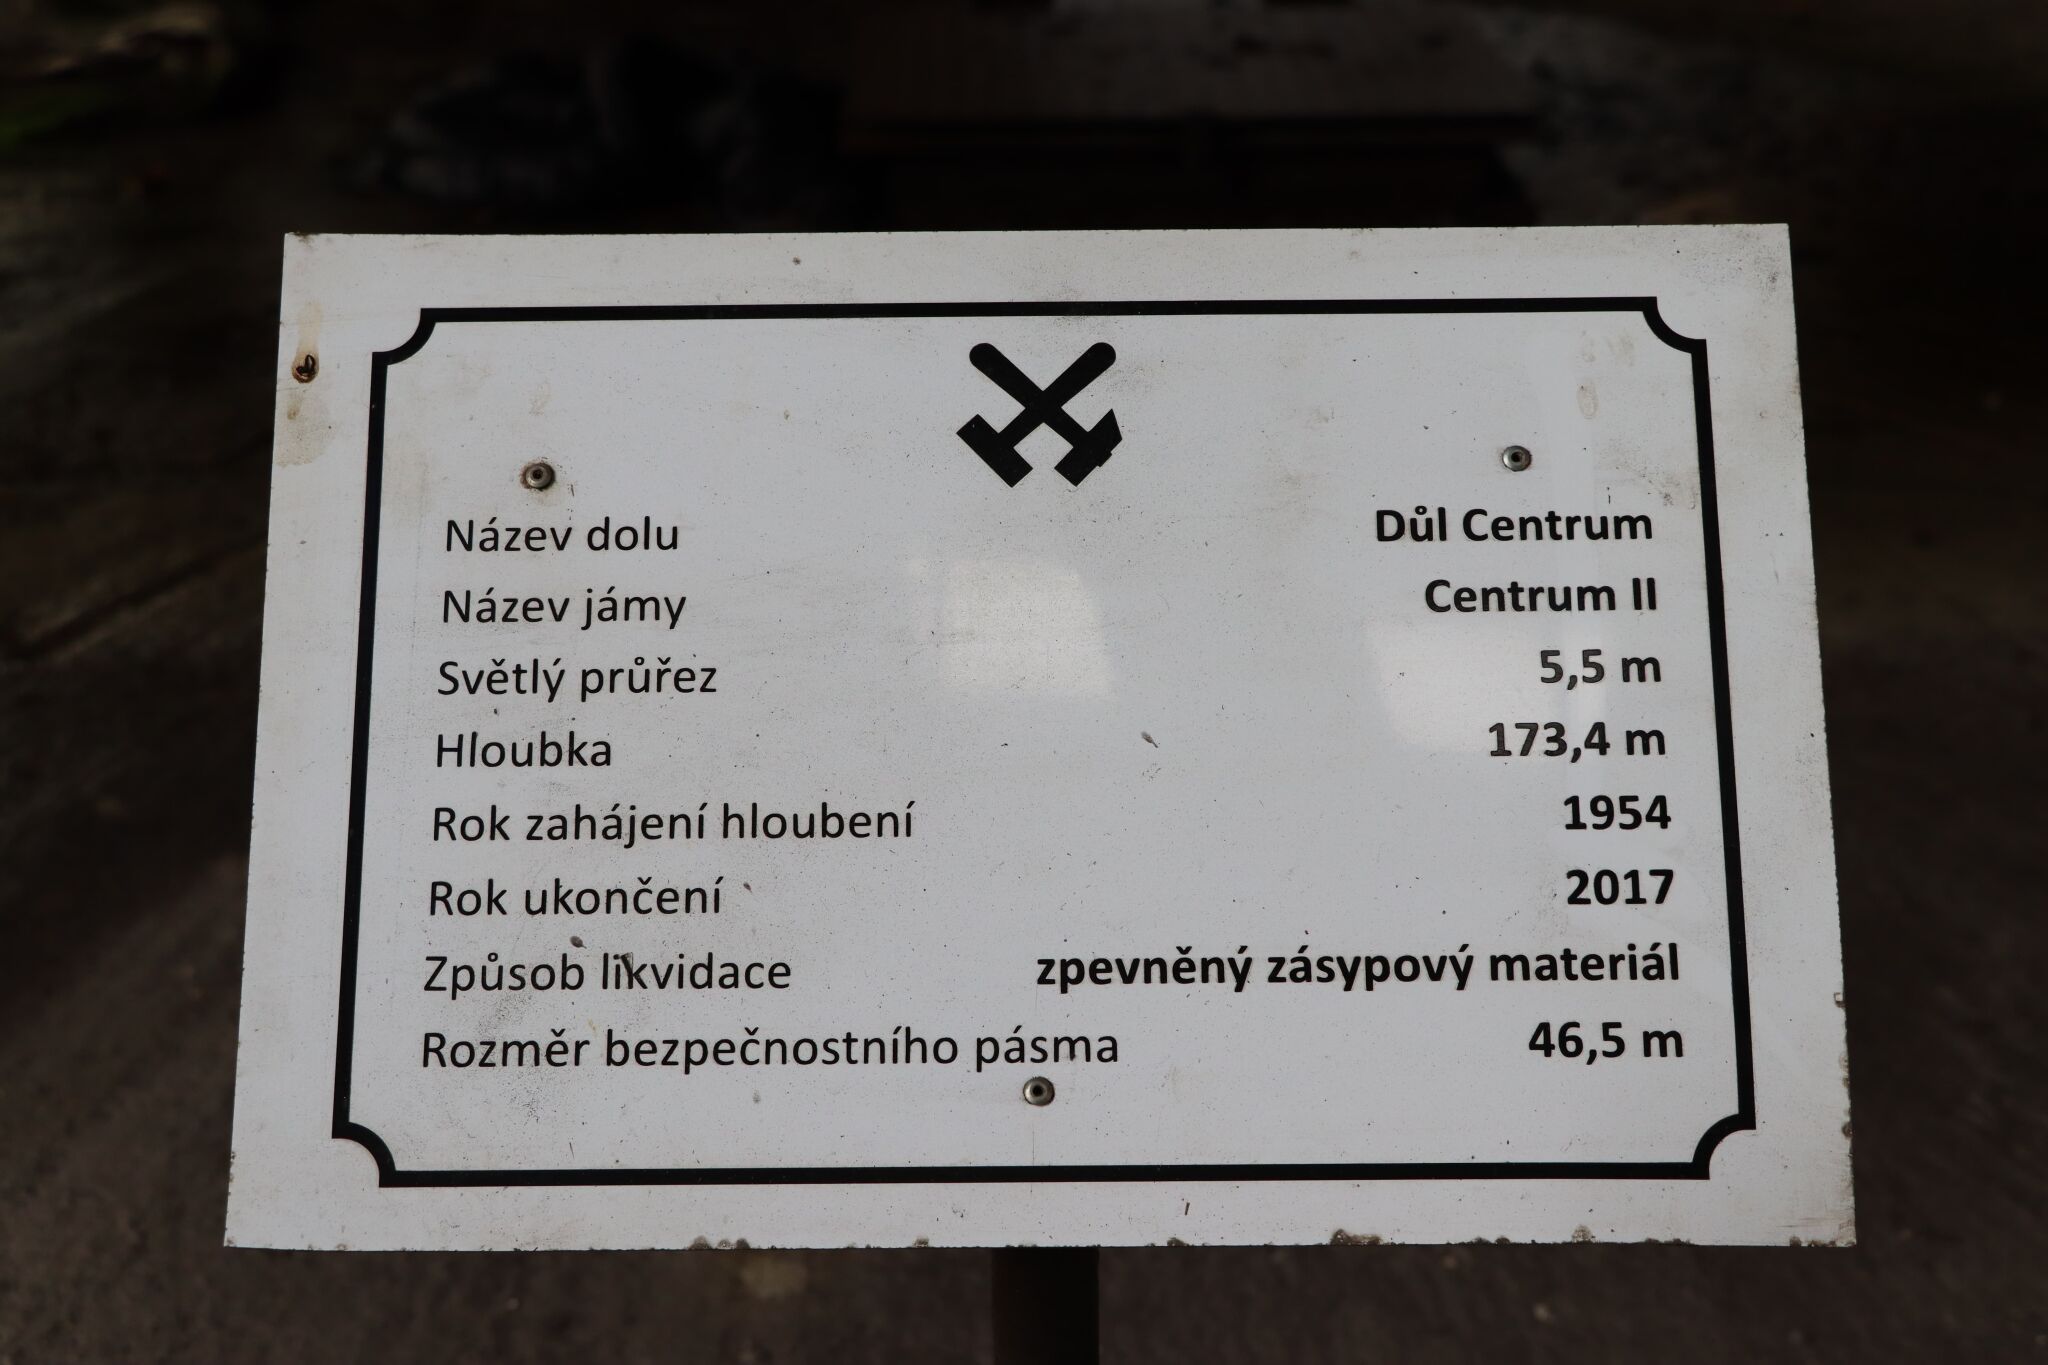 Název dolu Důl Centrum
Název jámy Centrum II
Světlý průřez 5,5 m
Hloubka 173,4 m
Rok zahájení hloubení 1954
Rok ukončení 2017
Způsob likvidace zpevněný zásypový materiál
Rozměr bezpečnostního pásma 46,5 m